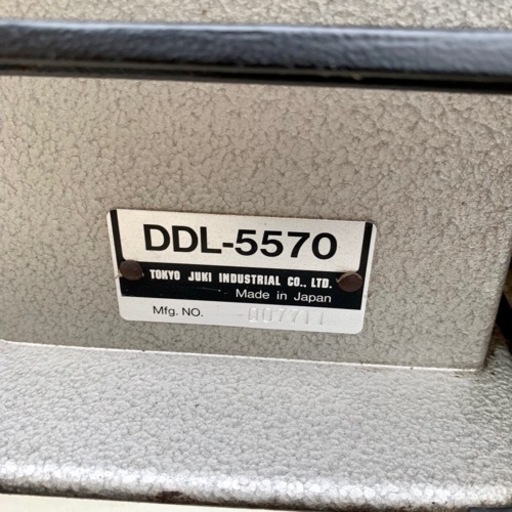 DDL-5570
TOKYO JUKI INDUSTRIAL CO., LTD.
Made in Japan
Mfg. NO.